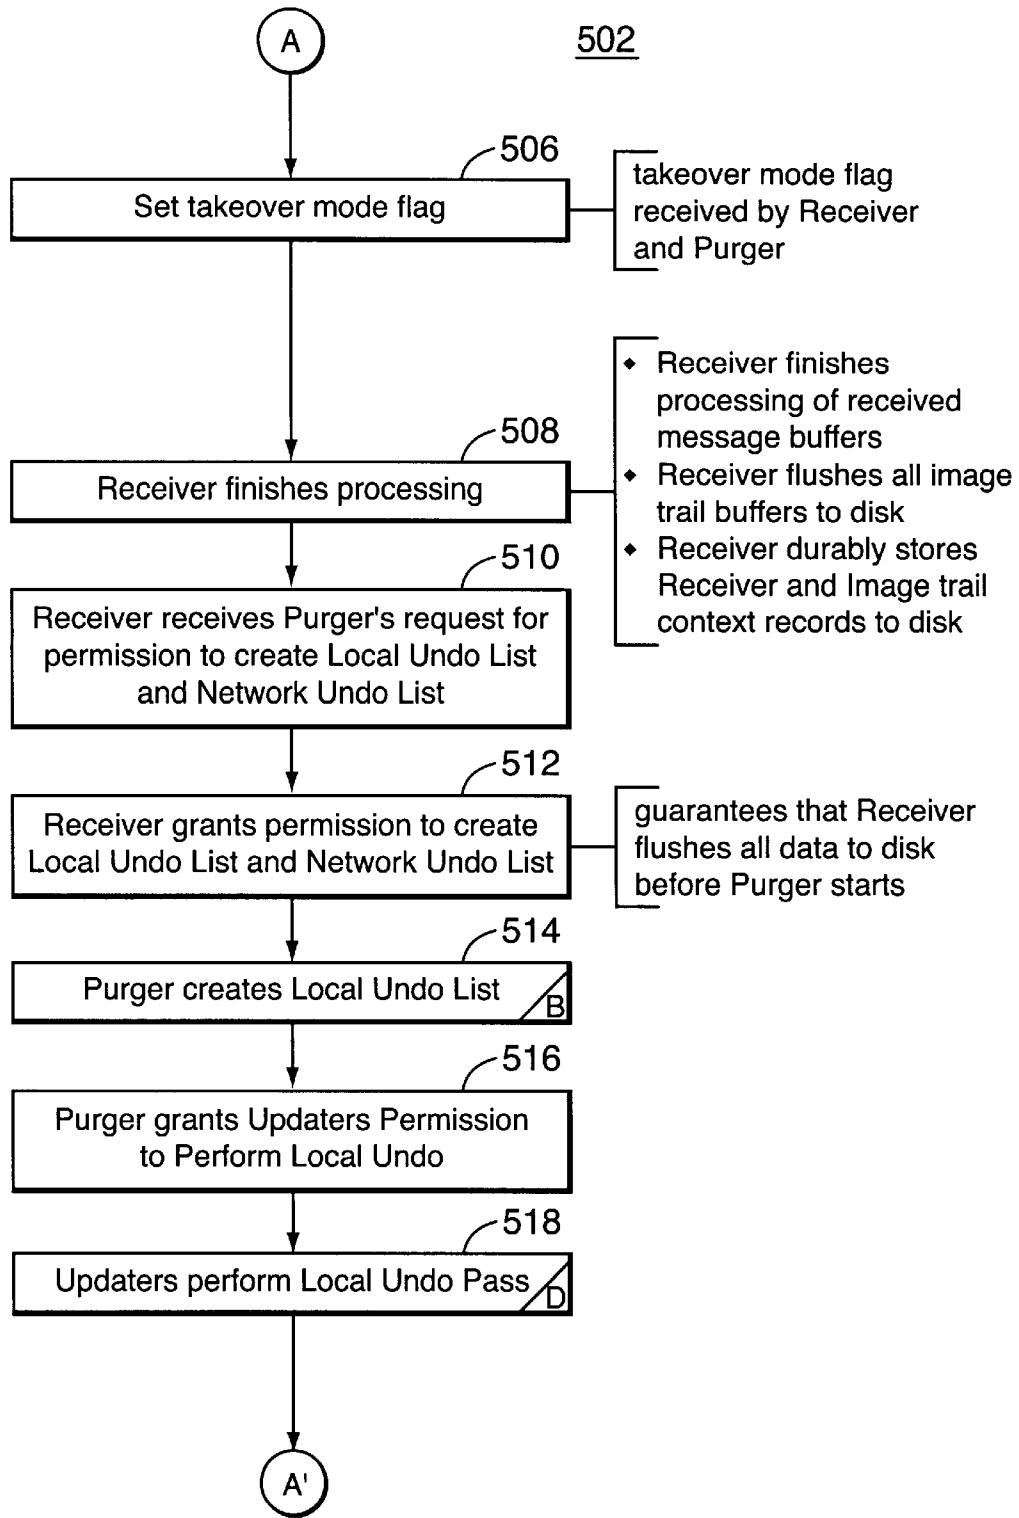 A
502
506
Set takeover mode flag
takeover mode flag
received by Receiver
and Purger
508
Receiver finishes processing
◆ Receiver finishes
processing of received
message buffers
◆ Receiver flushes all image
trail buffers to disk
◆ Receiver durably stores
Receiver and Image trail
context records to disk
510
Receiver receives Purger's request for
permission to create Local Undo List
and Network Undo List
512
Receiver grants permission to create
Local Undo List and Network Undo List
guarantees that Receiver
flushes all data to disk
before Purger starts
514
Purger creates Local Undo List
B
516
Purger grants Updaters Permission
to Perform Local Undo
518
Updaters perform Local Undo Pass
D
A'